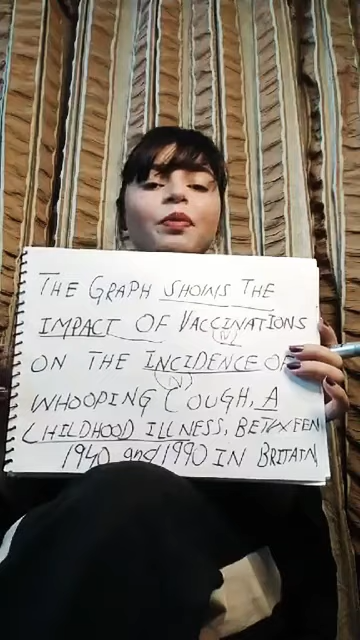 THE GRAPH SHOWS THE
IMPACT OF VACCINATIONS
(N)
ON THE INCIDENCE OF
(N)
WHOOPING COUGH, A
CHILDHOOD ILLNESS, BETWEEN
1940 and 1990 IN BRITAIN,